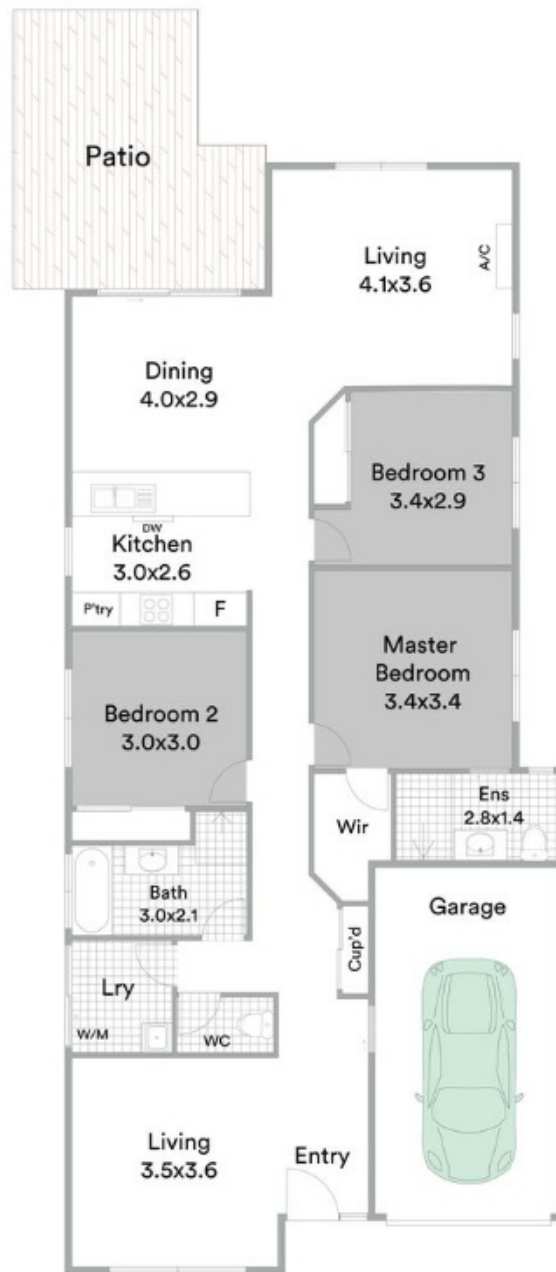 Patio
Living
4.1x3.6
A/C
Dining
4.0x2.9
Bedroom 3
3.4x2.9
DW
Kitchen
3.0x2.6
P'try
F
Master
Bedroom
3.4x3.4
Bedroom 2
3.0x3.0
Ens
2.8x1.4
Wir
Bath
3.0x2.1
Garage
Cup'd
Lry
W/M
WC
Living
3.5x3.6
Entry